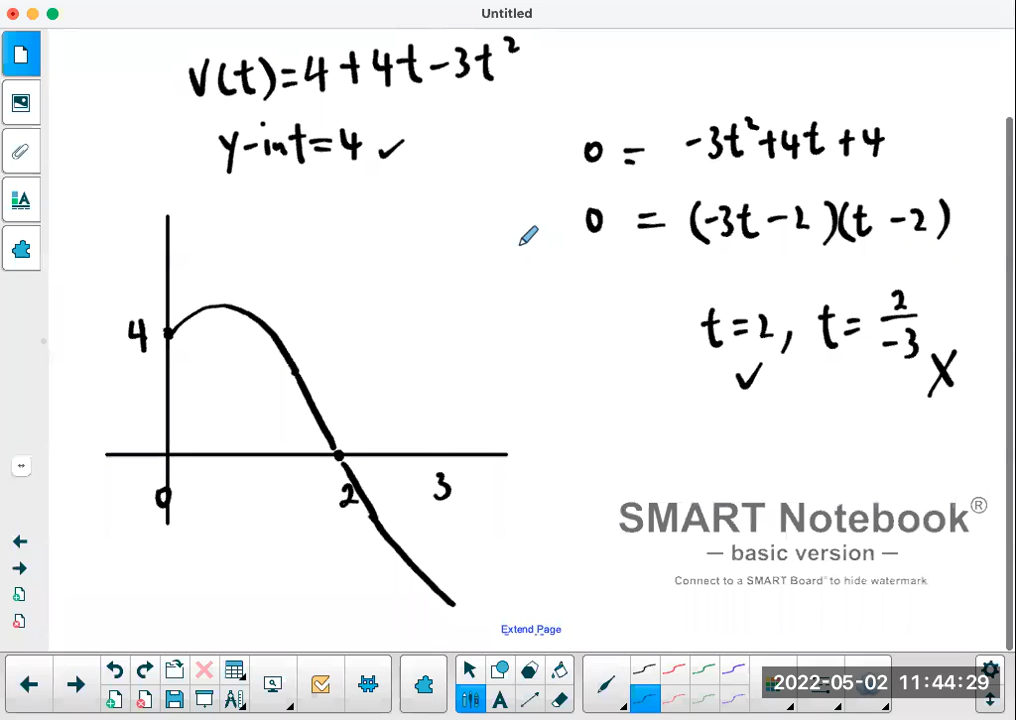 Untitled
V(t)=4+4t-3t²
y-int=4 ✓
0 = -3t²+4t+4
0 = (-3t-2)(t-2)
t=2, t=2/-3
✓ X
4
0 2 3
SMART Notebook®
— basic version —
Connect to a SMART Board™ to hide watermark
Extend Page
A
2022-05-02 11:44:29